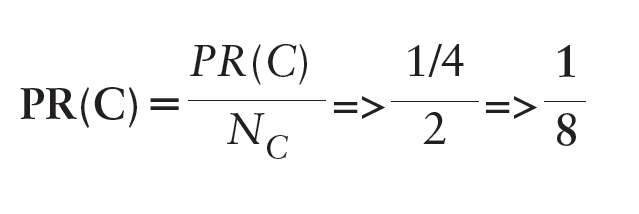 PR(C) = PR(C) / N_C => 1/4 / 2 => 1 / 8